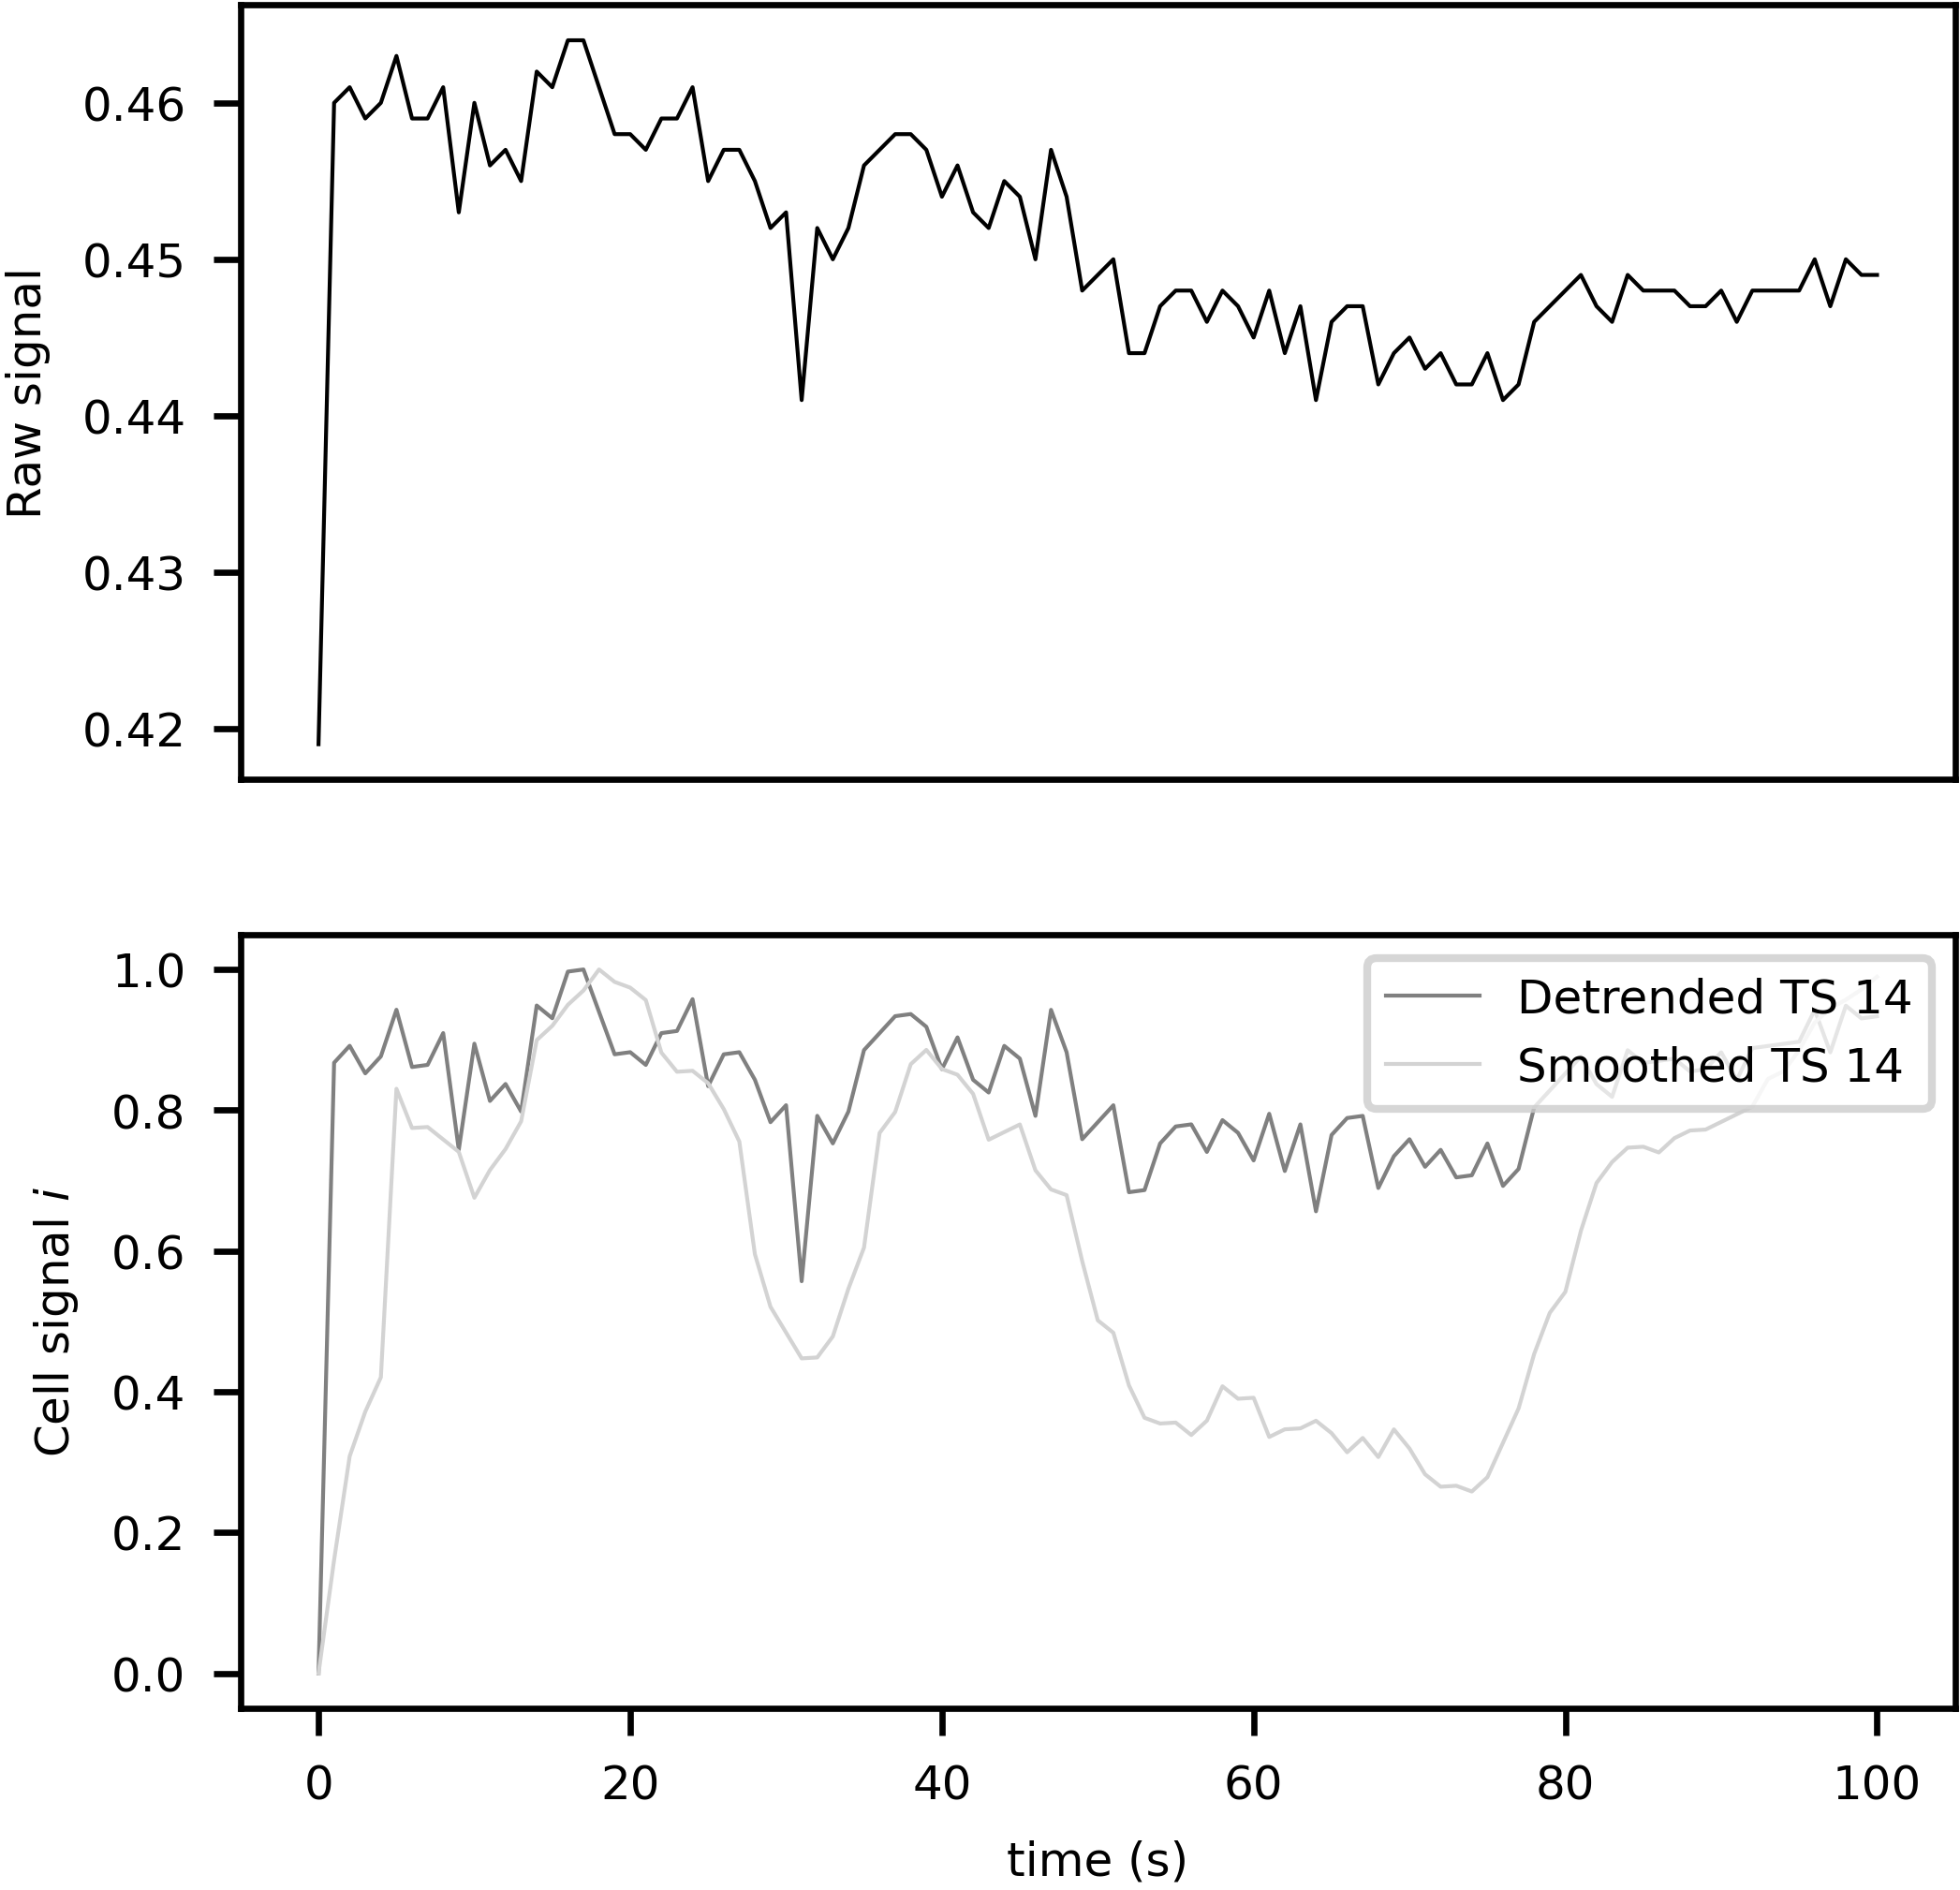 0.46
0.45
0.44
0.43
0.42
Raw signal
1.0
0.8
0.6
0.4
0.2
0.0
Cell signal i
Detrended TS 14
Smoothed TS 14
0 20 40 60 80 100
time (s)